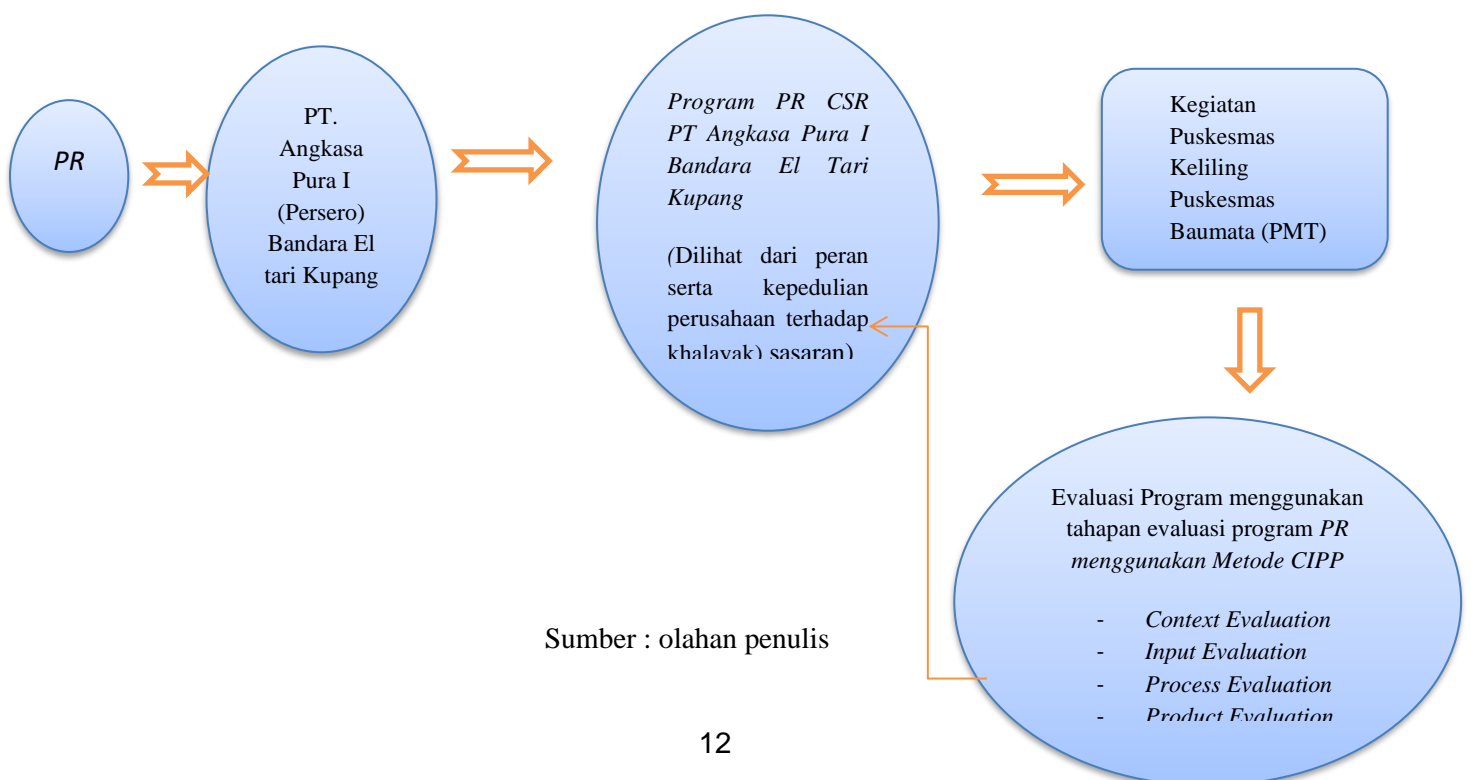 PR
PT.
Angkasa
Pura I
(Persero)
Bandara El
tari Kupang
Program PR CSR
PT Angkasa Pura I
Bandara El Tari
Kupang
(Dilihat dari peran
serta kepedulian
perusahaan terhadap
khalayak) sasaran)
Kegiatan
Puskesmas
Keliling
Puskesmas
Baumata (PMT)
Evaluasi Program menggunakan
tahapan evaluasi program PR
menggunakan Metode CIPP
- Context Evaluation
- Input Evaluation
- Process Evaluation
- Product Evaluation
Sumber : olahan penulis
12